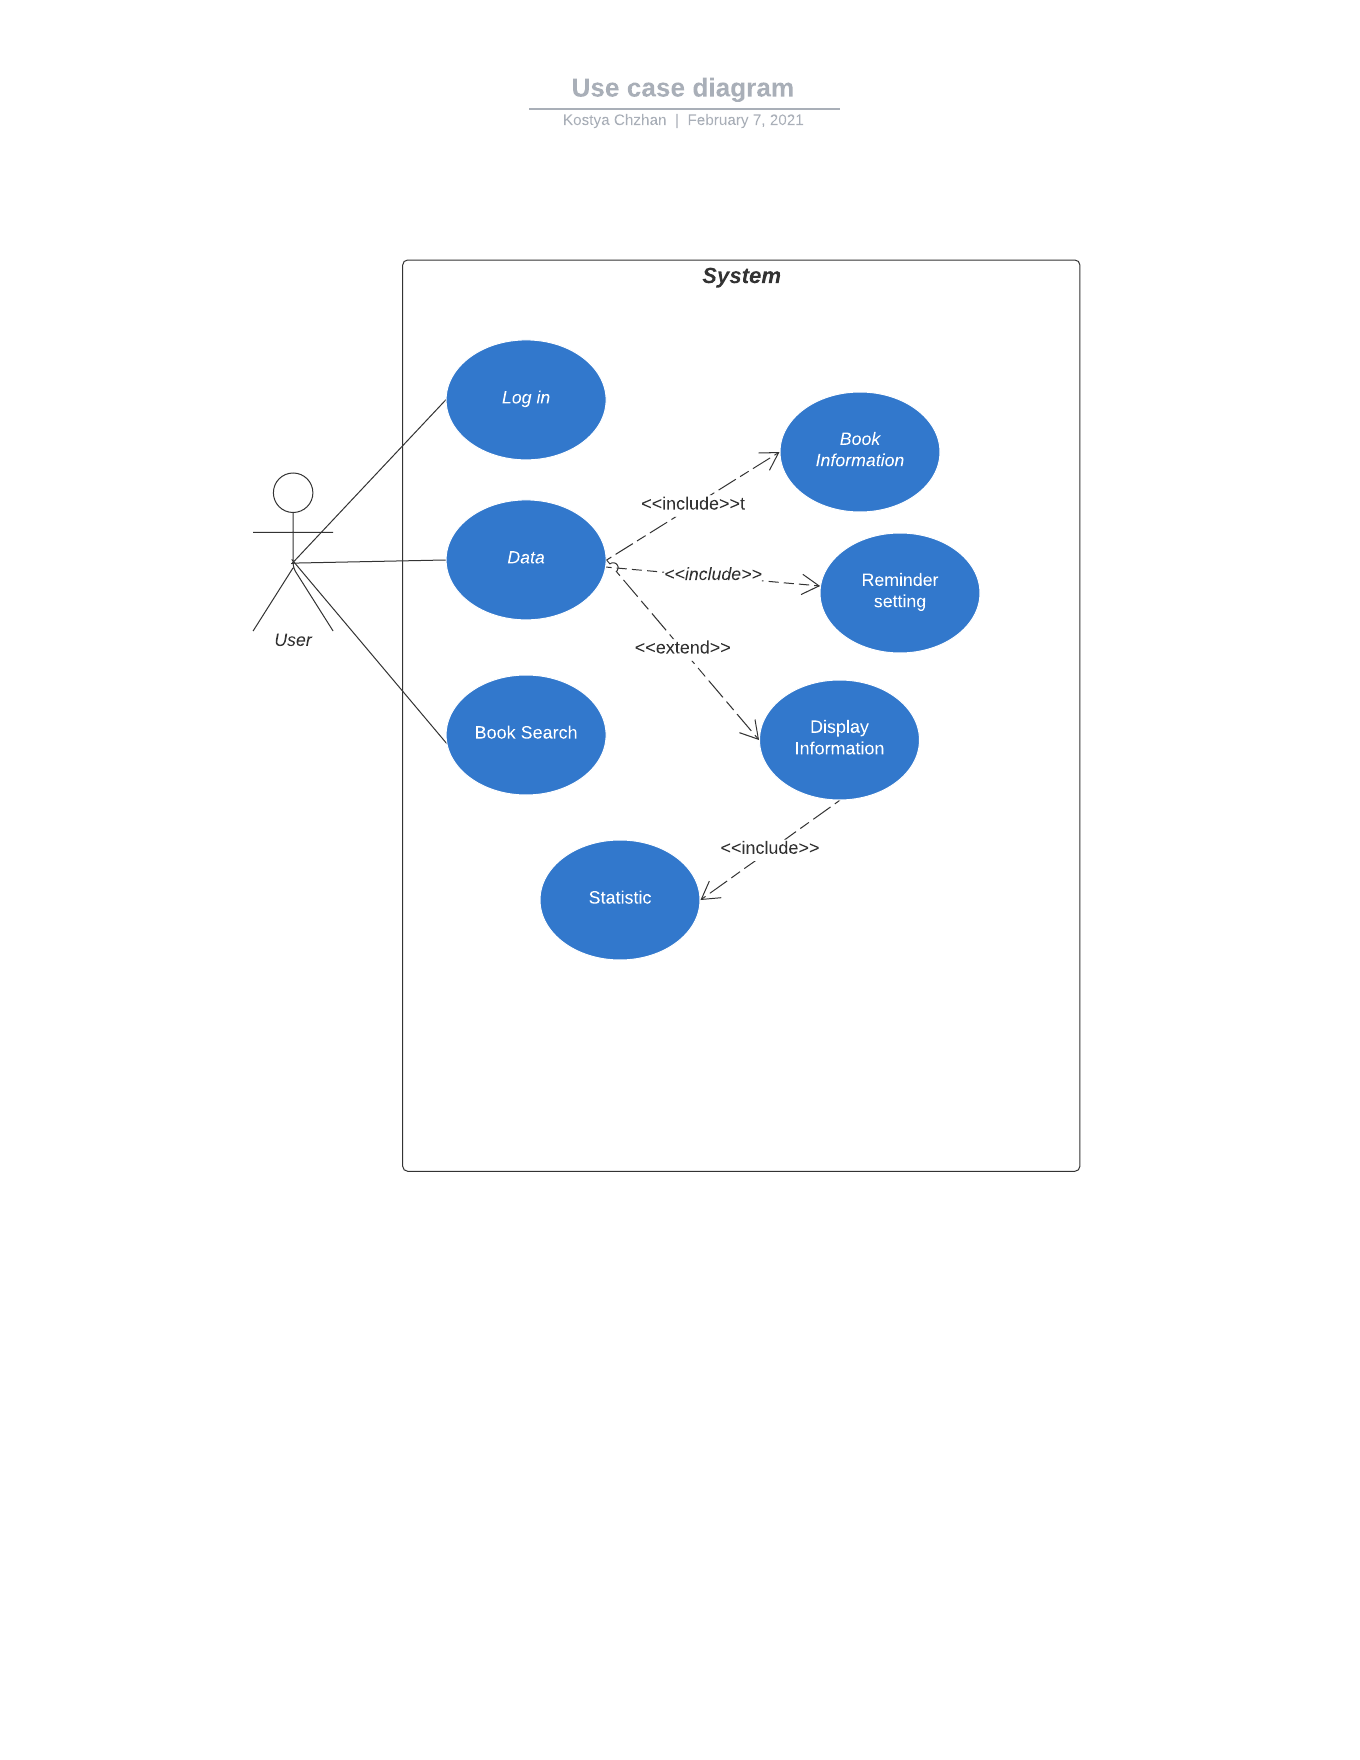 Use case diagram
Kostya Chzhan | February 7, 2021
System
Log in
Book
Information
<<include>>t
Data
<<include>>
Reminder
setting
User
<<extend>>
Book Search
Display
Information
<<include>>
Statistic